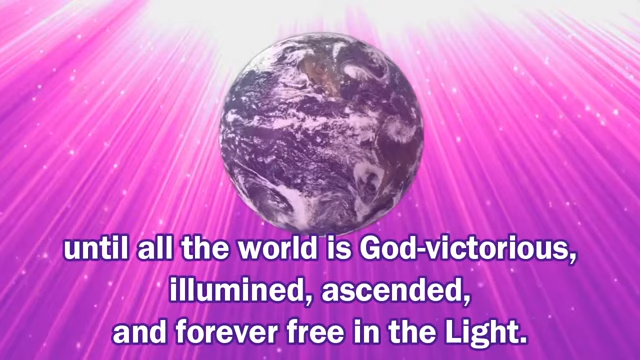 until all the world is God-victorious,
illumined, ascended,
and forever free in the Light.